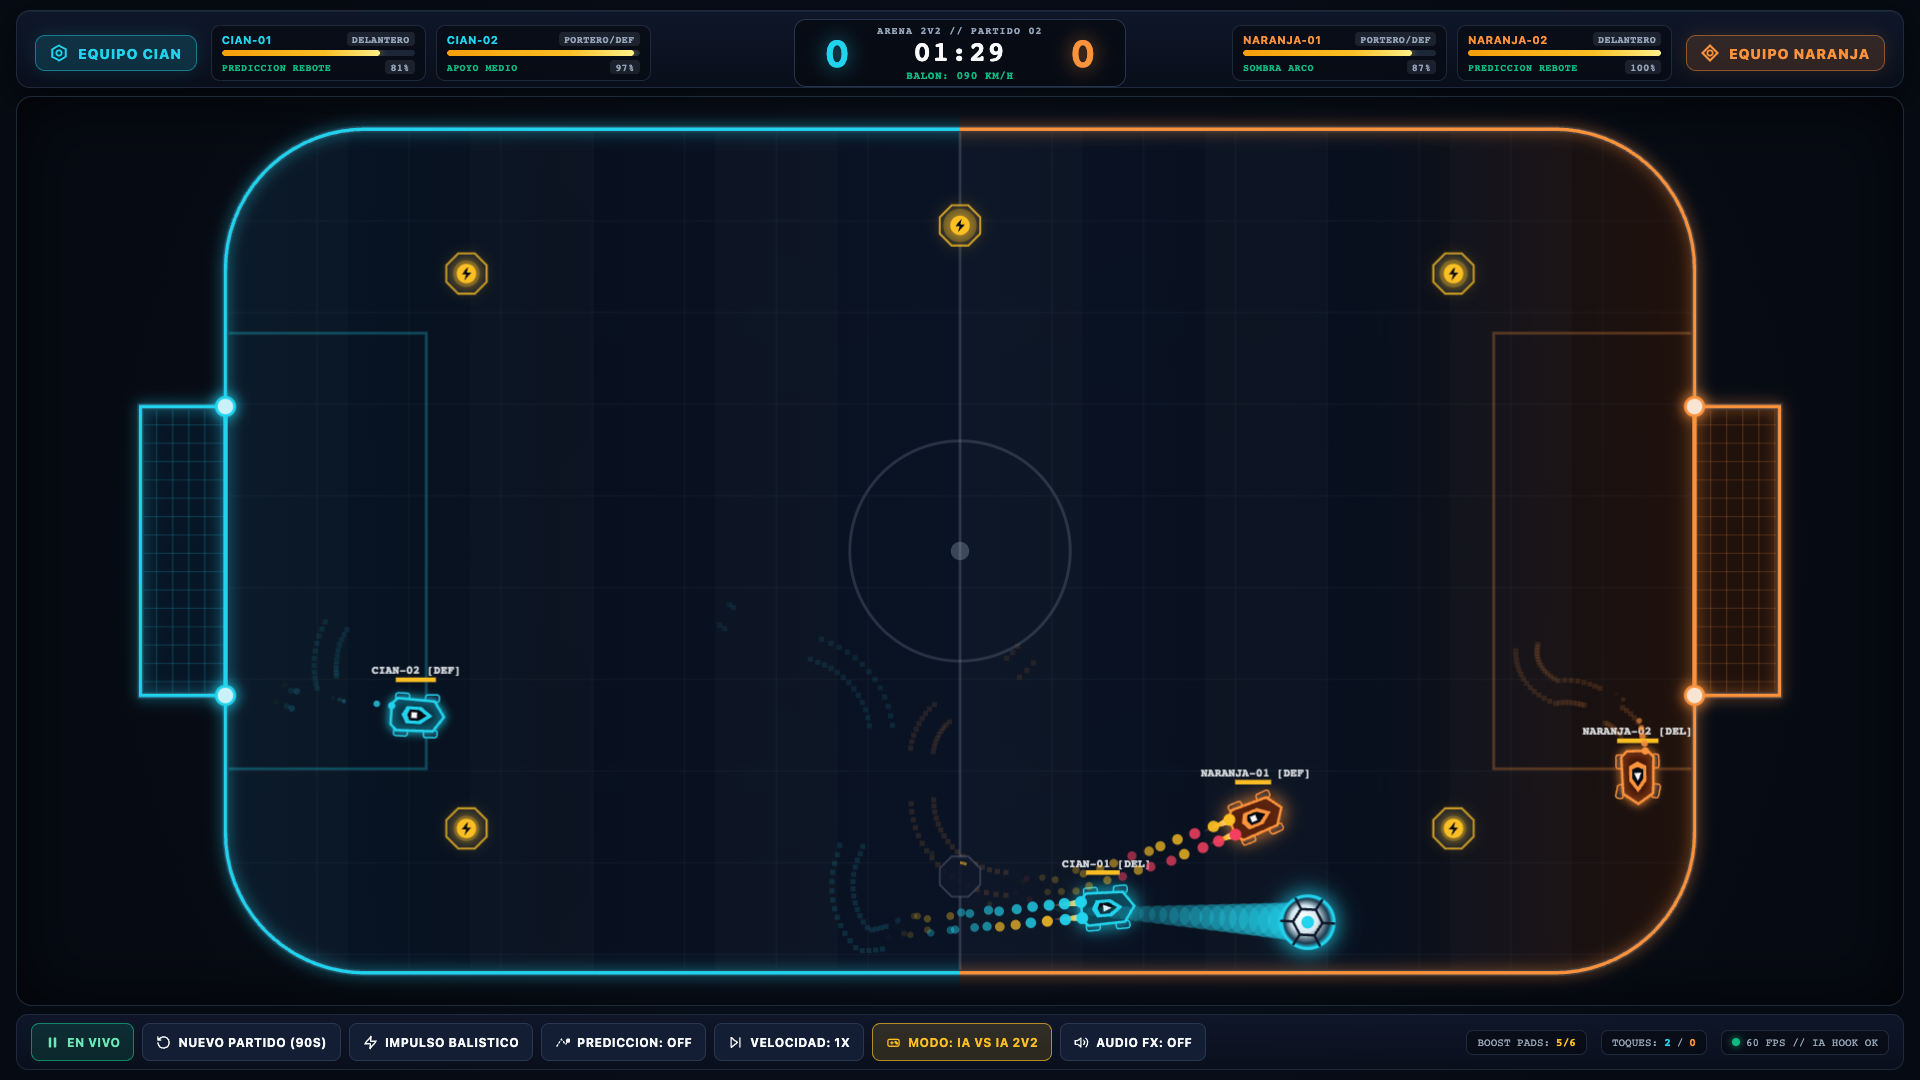 EQUIPO CIAN
CIAN-01 DELANTERO
PREDICCION REBOTE 81%
CIAN-02 PORTERO/DEF
APOYO MEDIO 97%
ARENA 2V2 // PARTIDO 02
0 01:29 0
BALON: 090 KM/H
NARANJA-01 PORTERO/DEF
SOMBRA ARCO 87%
NARANJA-02 DELANTERO
PREDICCION REBOTE 100%
EQUIPO NARANJA
CIAN-02 [DEF]
NARANJA-02 [DEL]
NARANJA-01 [DEF]
CIAN-01 [DEL]
EN VIVO
NUEVO PARTIDO (90S)
IMPULSO BALISTICO
PREDICCION: OFF
VELOCIDAD: 1X
MODO: IA VS IA 2V2
AUDIO FX: OFF
BOOST PADS: 5/6
TOQUES: 2 / 0
60 FPS // IA HOOK OK